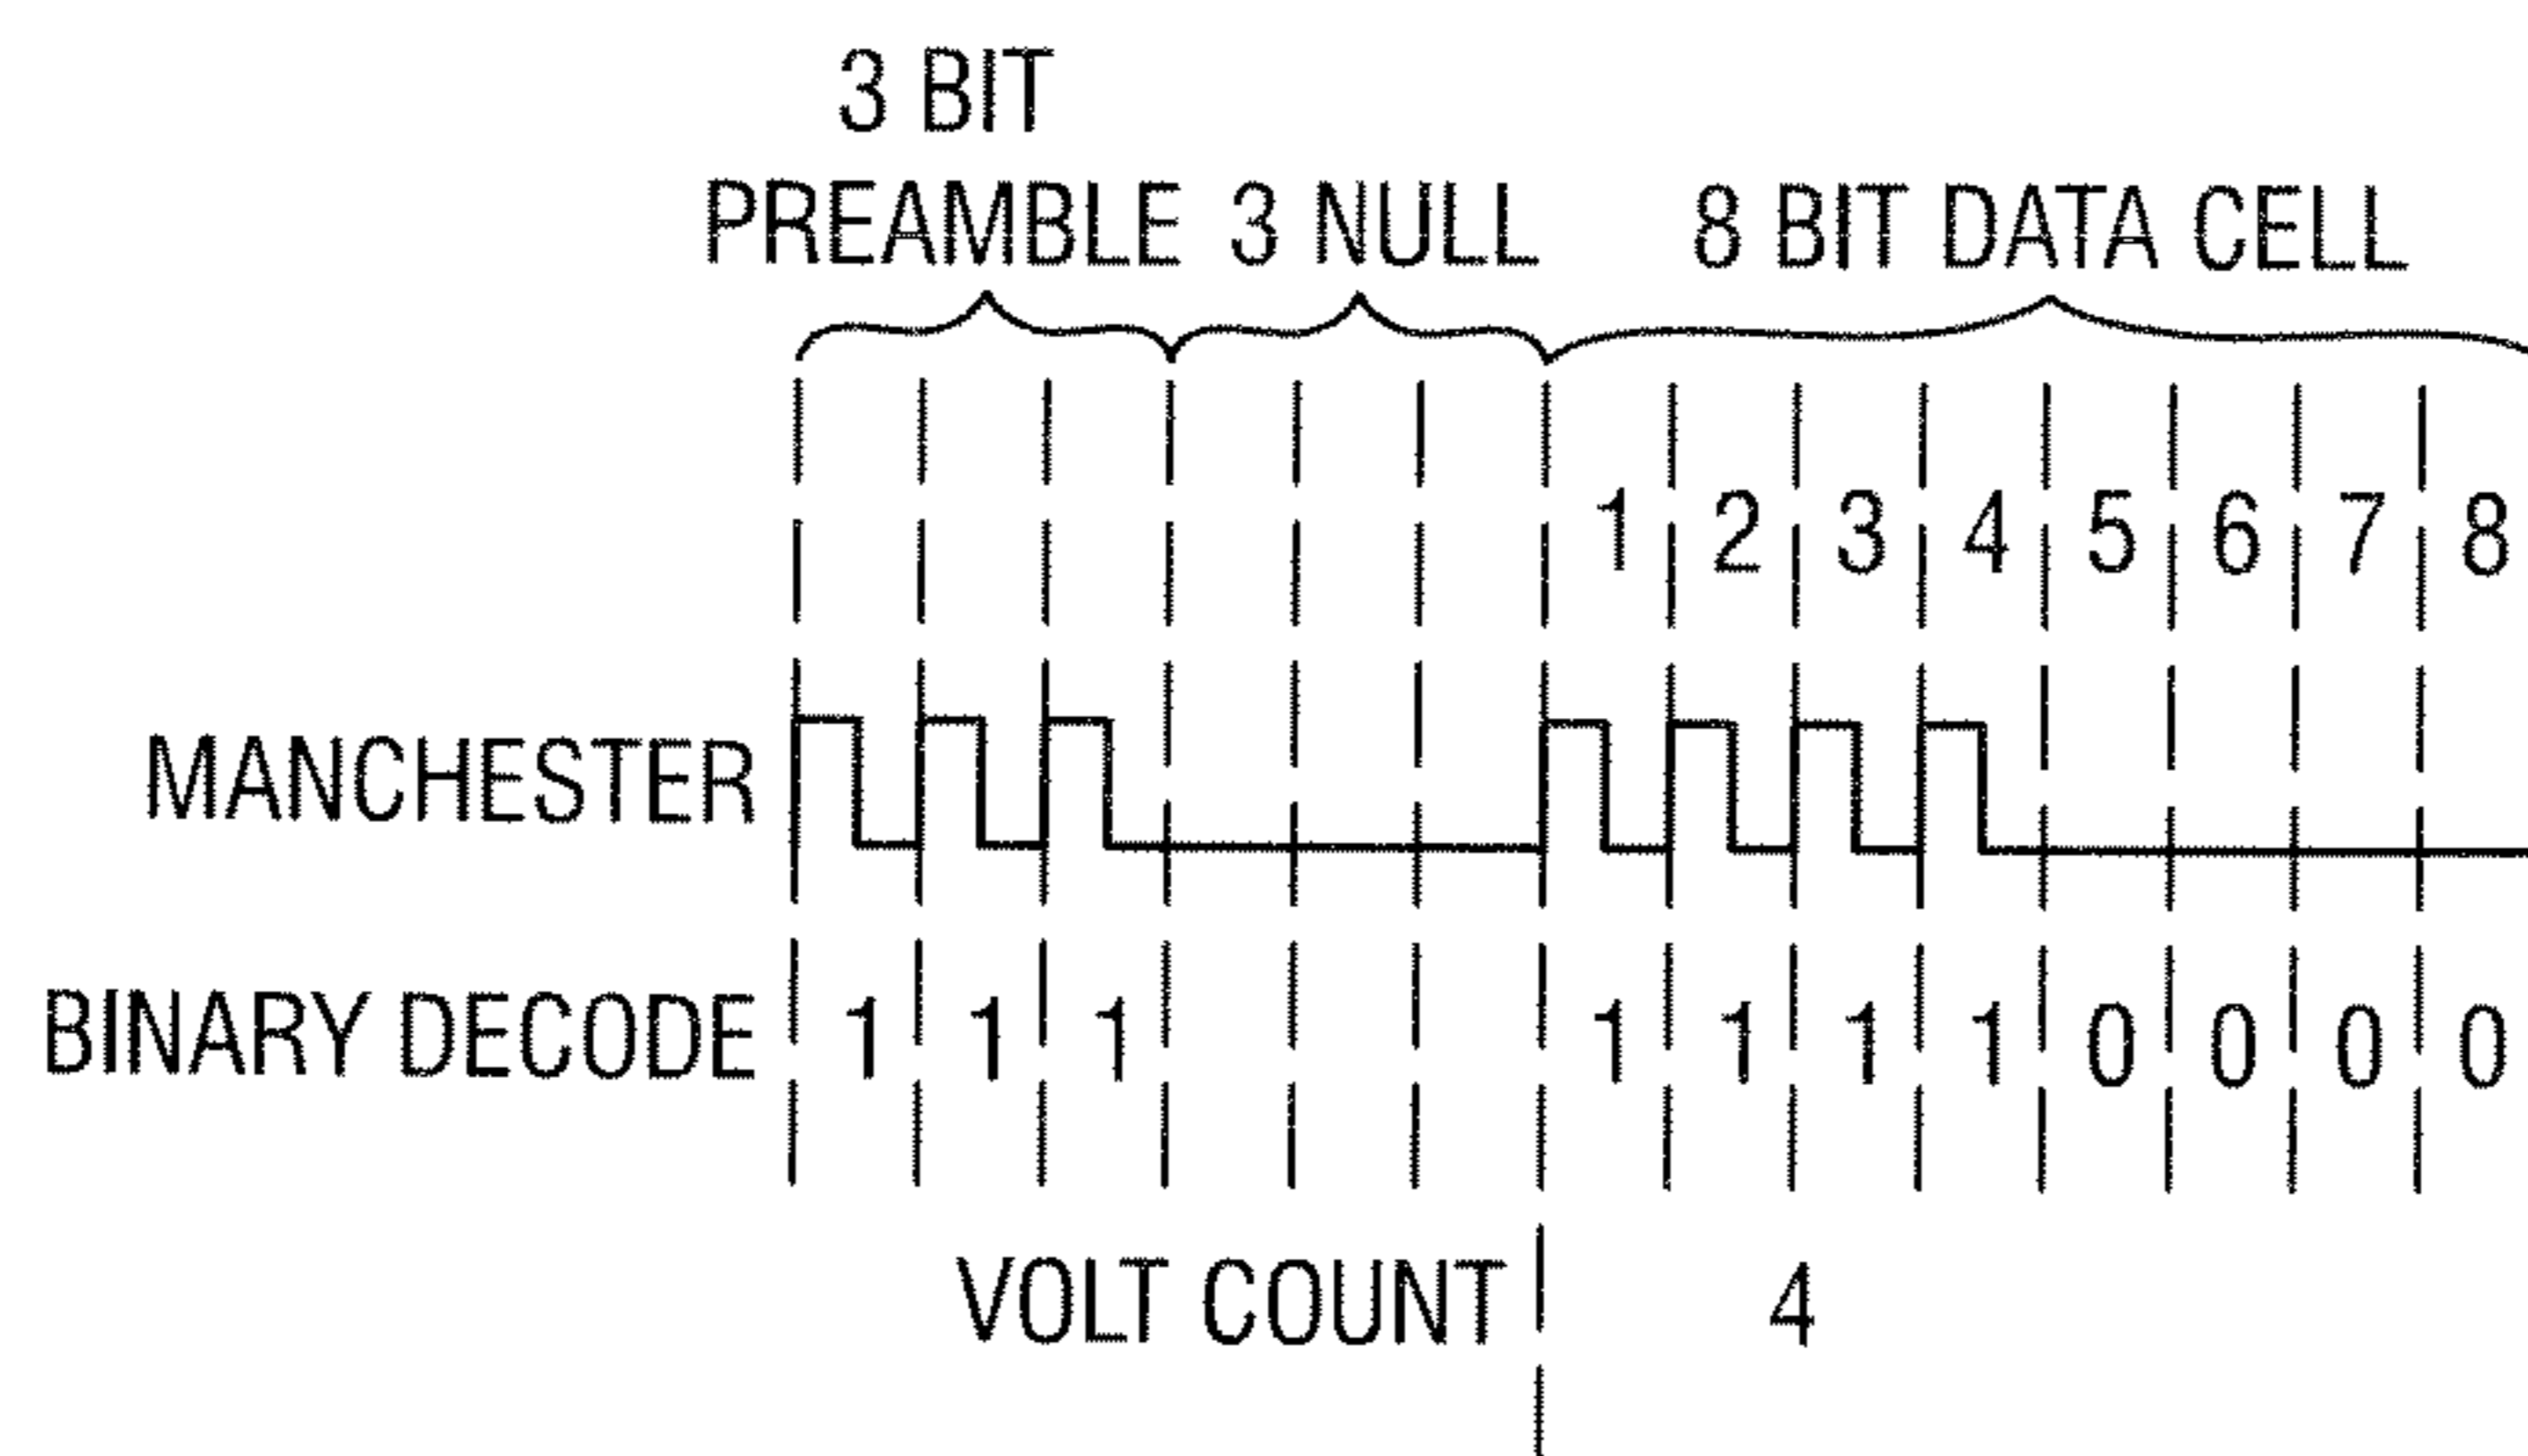 3 BIT
PREAMBLE 3 NULL 8 BIT DATA CELL
1 2 3 4 5 6 7 8
MANCHESTER
BINARY DECODE 1 1 1 1 1 1 1 0 0 0 0
VOLT COUNT 4